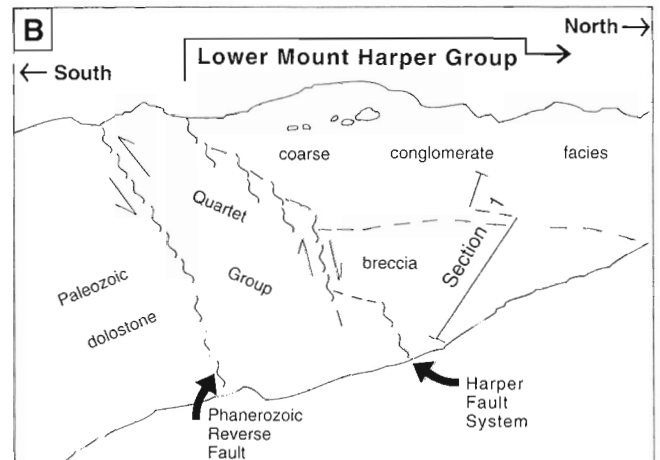 B
North →
← South
Lower Mount Harper Group
coarse conglomerate facies
Quartet
Group
breccia
Section 1
Paleozoic
dolostone
Phanerozoic
Reverse
Fault
Harper
Fault
System